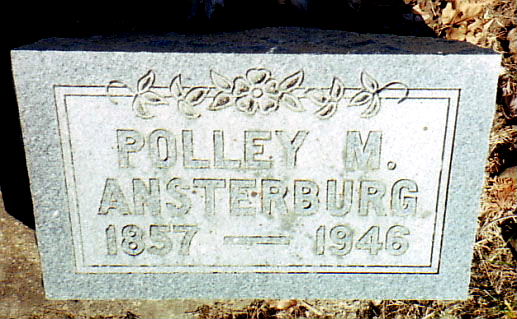 POLLEY M.
ANSTERBURG
1857 — 1946